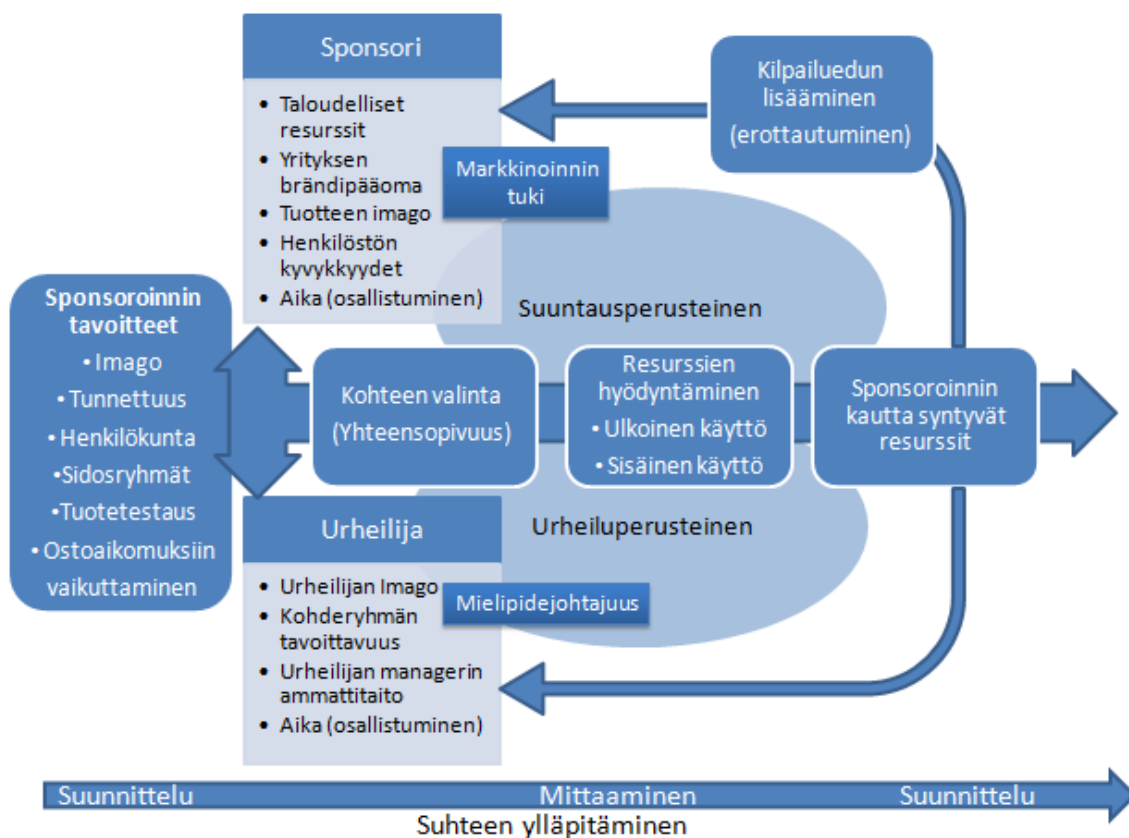 Sponsori
• Taloudelliset
resurssit
• Yrityksen
brändipääoma
• Tuotteen imago
• Henkilöstön
kyvykkyydet
• Aika (osallistuminen)
Markkinoinnin
tuki
Kilpailuedun
lisääminen
(erottautuminen)
Sponsoroinnin
tavoitteet
• Imago
• Tunnettuus
• Henkilökunta
• Sidosryhmät
• Tuotetestaus
• Ostoaikomuksiin
vaikuttaminen
Suuntausperusteinen
Kohteen valinta
(Yhteensopivuus)
Resurssien
hyödyntäminen
• Ulkoinen käyttö
• Sisäinen käyttö
Sponsoroinnin
kautta syntyvät
resurssit
Urheiluperusteinen
Urheilija
• Urheilijan Imago
• Kohderyhmän
tavoittavuus
• Urheilijan managerin
ammattitaito
• Aika (osallistuminen)
Mielipidejohtajuus
Suunnittelu Mittaaminen Suunnittelu
Suhteen ylläpitäminen